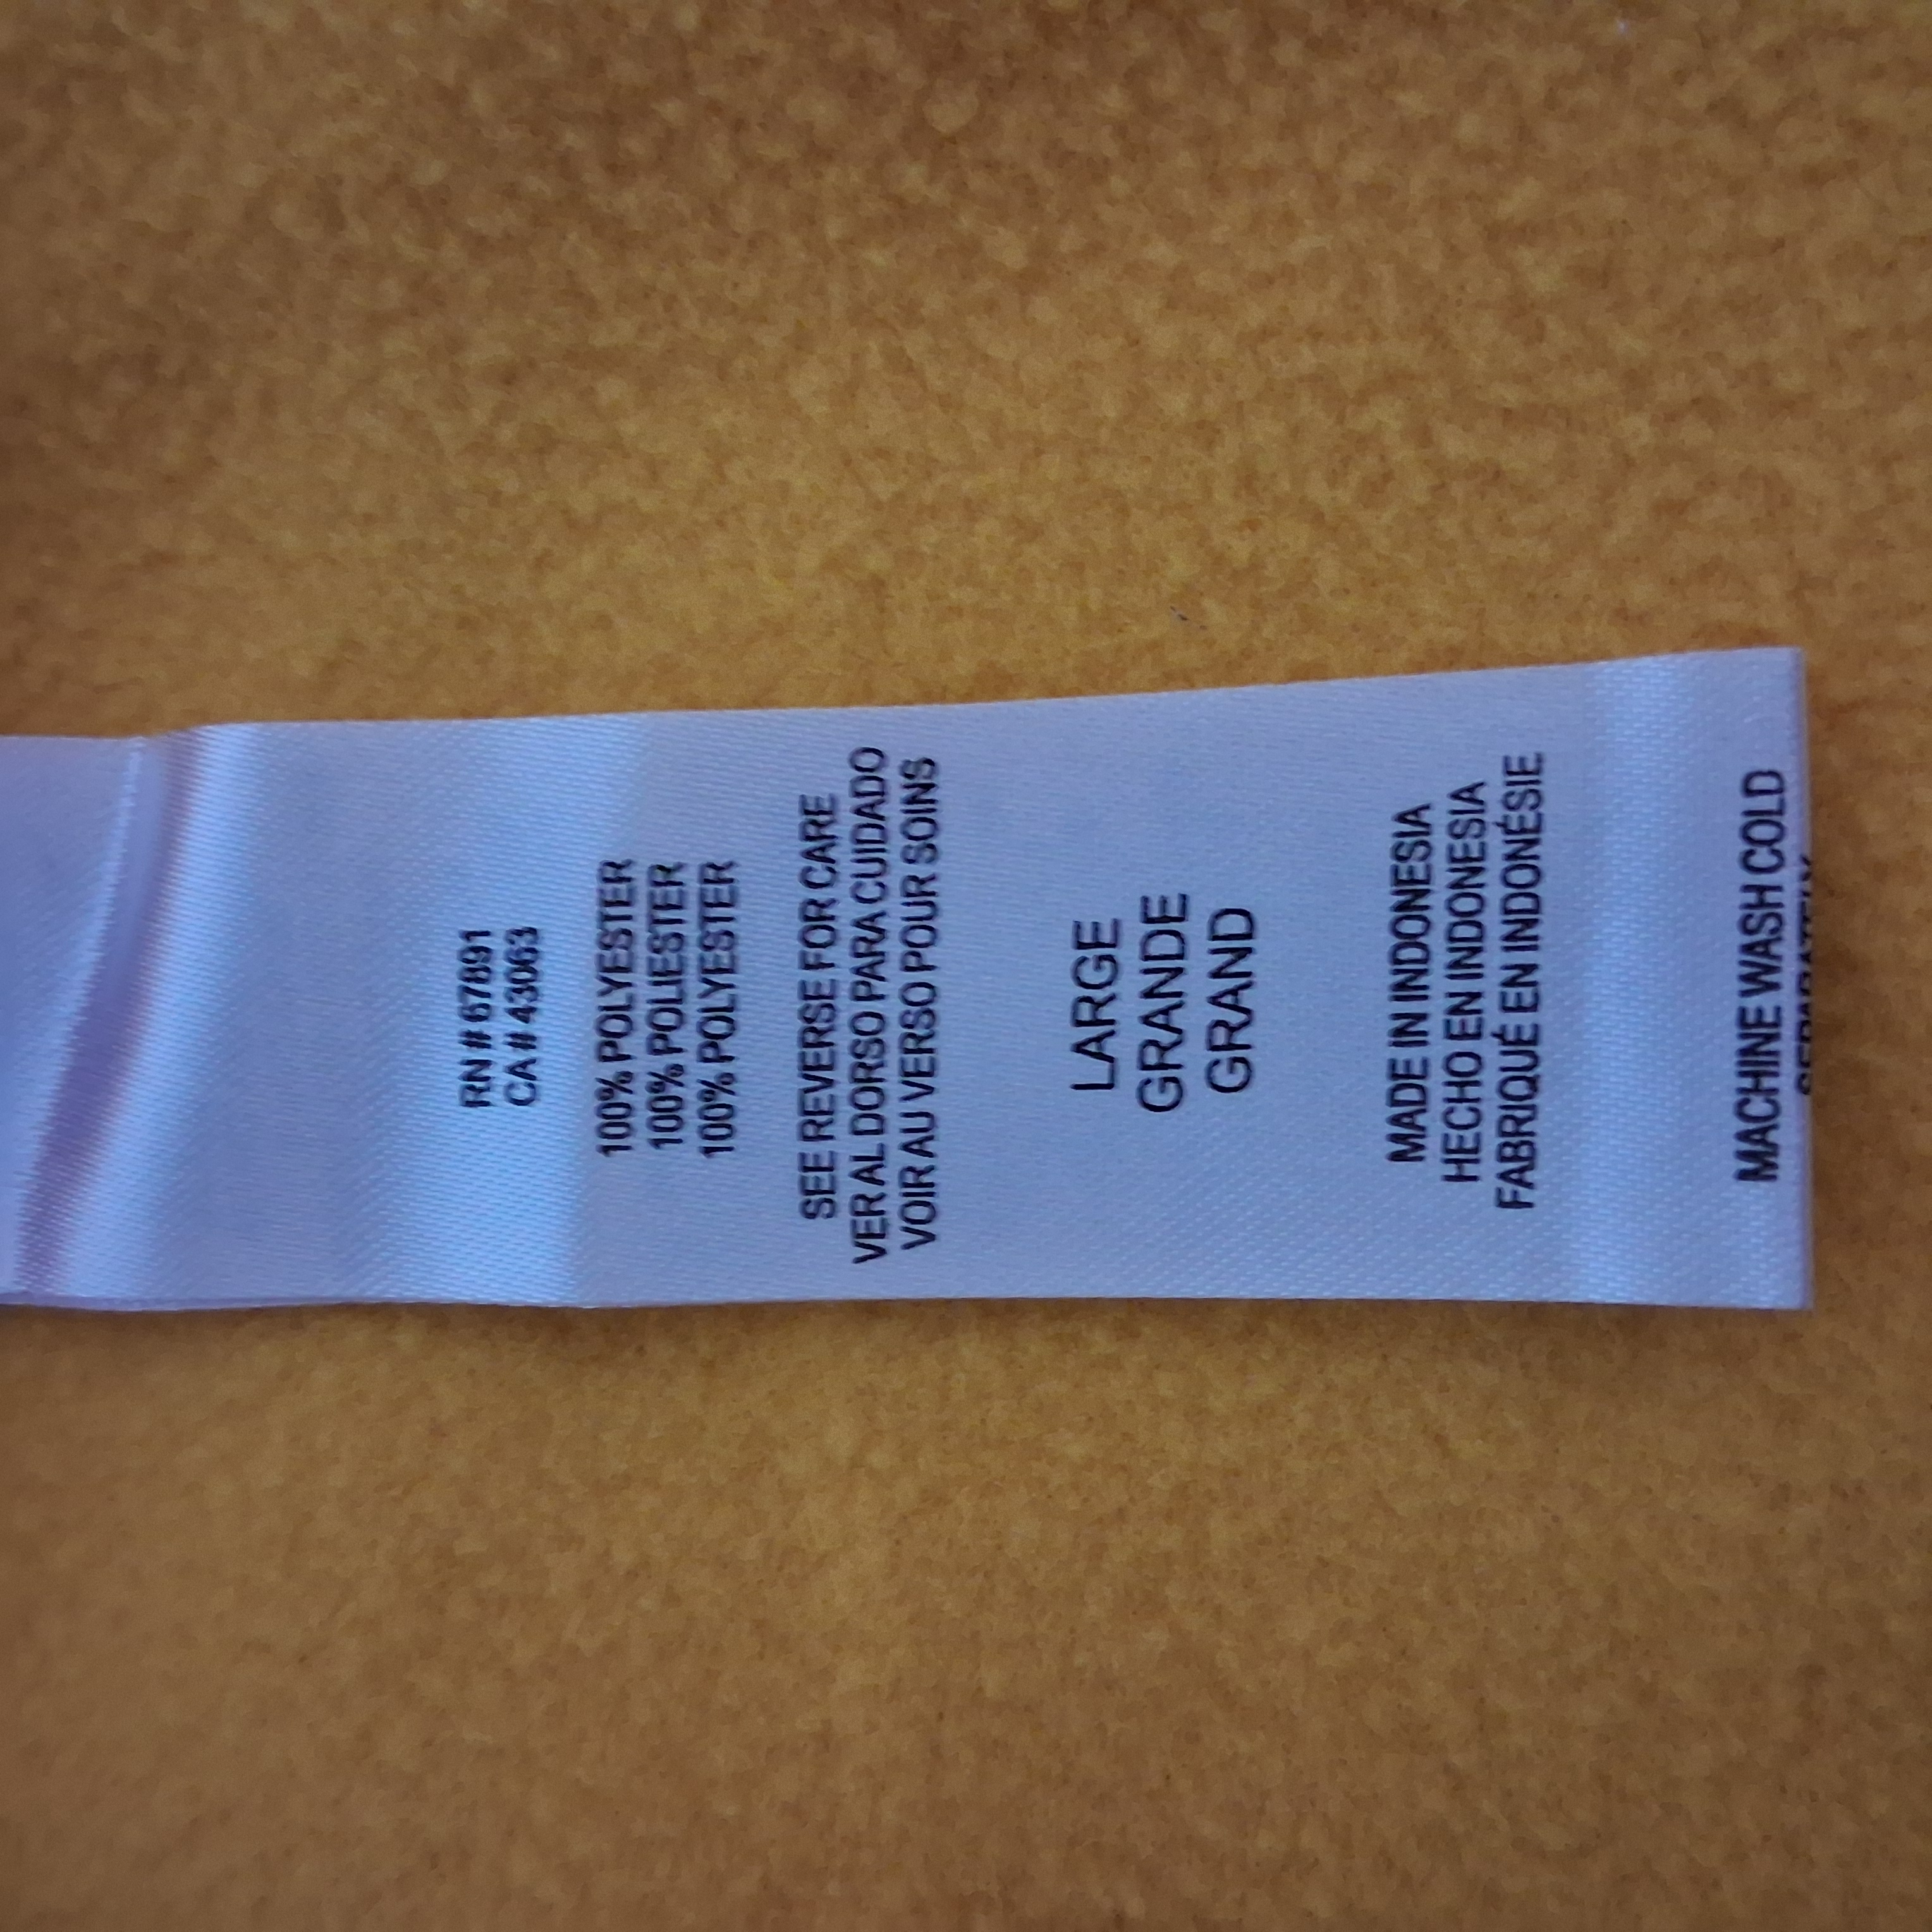 RN # 67891
CA # 43063
100% POLYESTER
100% POLIESTER
100% POLYESTER
SEE REVERSE FOR CARE
VER AL DORSO PARA CUIDADO
VOIR AU VERSO POUR SOINS
LARGE
GRANDE
GRAND
MADE IN INDONESIA
HECHO EN INDONESIA
FABRIQUÉ EN INDONÉSIE
MACHINE WASH COLD